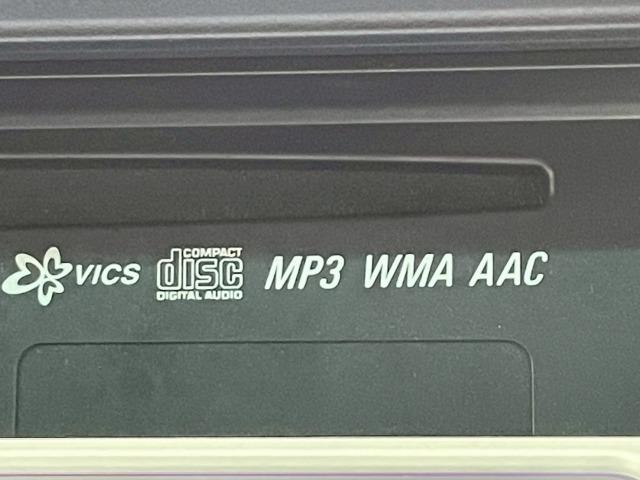 VICS COMPACT disc DIGITAL AUDIO MP3 WMA AAC